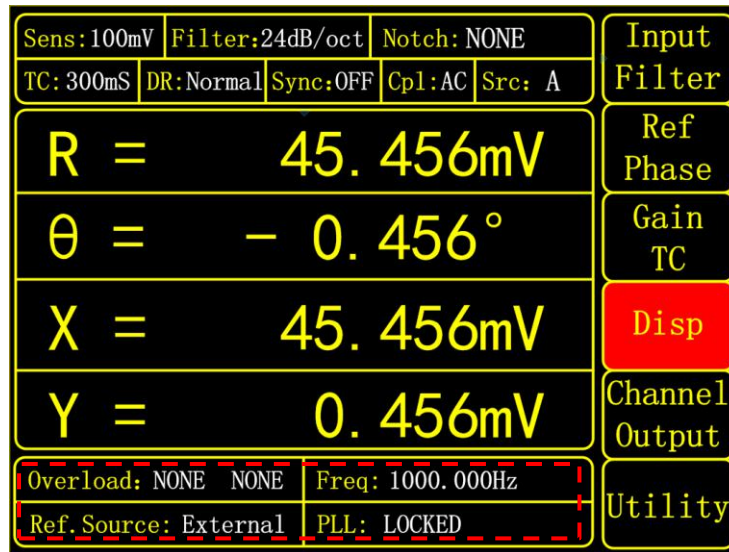 Sens:100mV Filter:24dB/oct Notch:NONE
TC:300mS DR:Normal Sync:OFF Cpl:AC Src: A
R = 45.456mV
θ = - 0.456°
X = 45.456mV
Y = 0.456mV
Overload: NONE NONE Freq: 1000.000Hz
Ref.Source: External PLL: LOCKED
Input
Filter
Ref
Phase
Gain
TC
Disp
Channel
Output
Utility